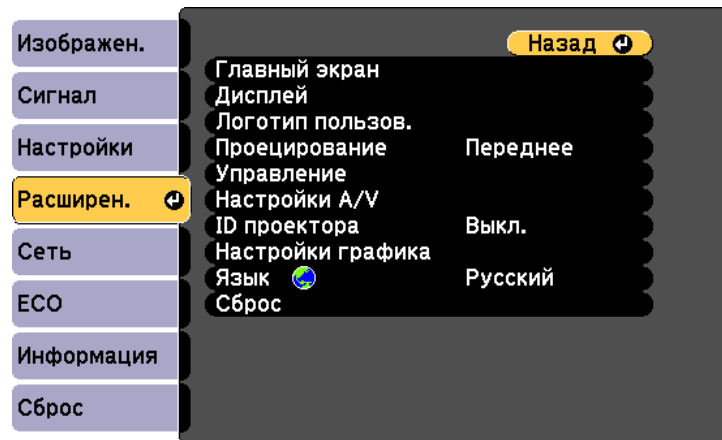 Изображен.
Сигнал
Настройки
Расширен.
Сеть
ECO
Информация
Сброс
Назад
Главный экран
Дисплей
Логотип пользов.
Проецирование Переднее
Управление
Настройки A/V
ID проектора Выкл.
Настройки графика
Язык Русский
Сброс